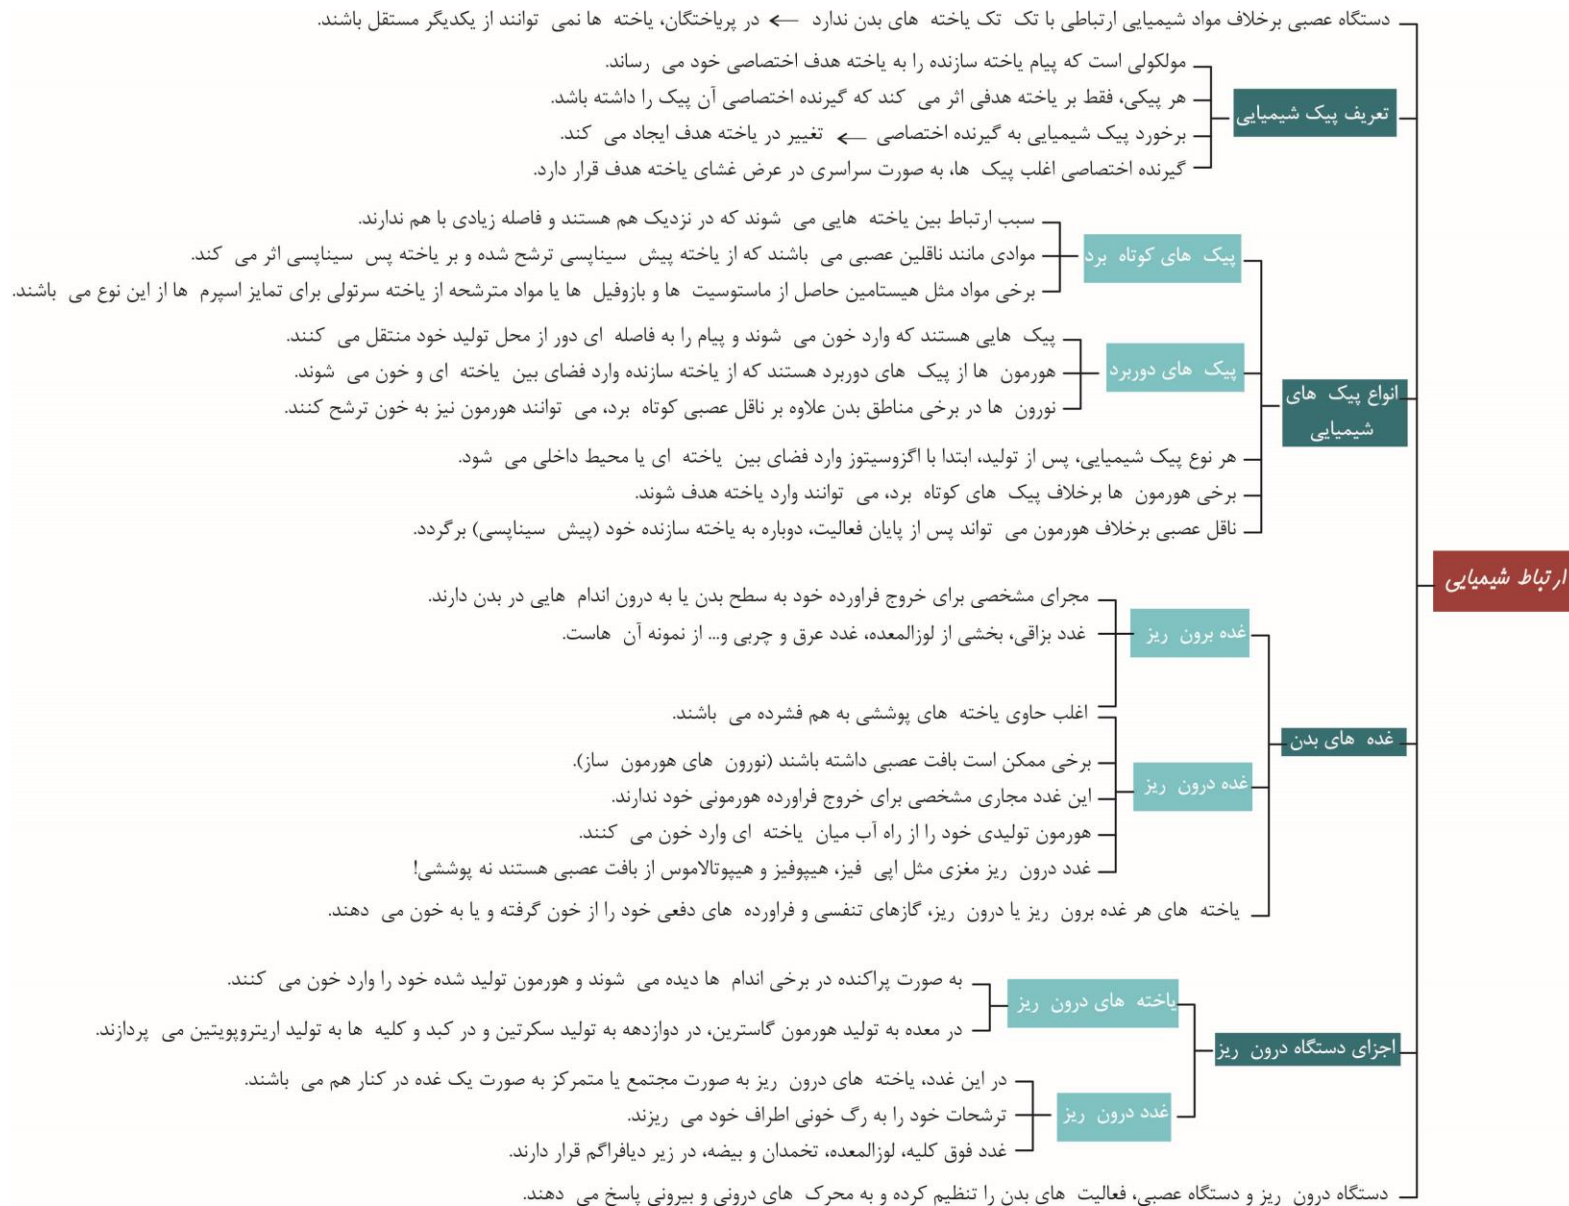 ارتباط شیمیایی
دستگاه عصبی برخلاف مواد شیمیایی ارتباطی با تک تک یاخته های بدن ندارد ← در پریاختگان، یاخته ها نمی توانند از یکدیگر مستقل باشند.
تعریف پیک شیمیایی
مولکولی است که پیام یاخته سازنده را به یاخته هدف اختصاصی خود می رساند.
هر پیکی، فقط بر یاخته هدفی اثر می کند که گیرنده اختصاصی آن پیک را داشته باشد.
برخورد پیک شیمیایی به گیرنده اختصاصی ← تغییر در یاخته هدف ایجاد می کند.
گیرنده اختصاصی اغلب پیک ها، به صورت سراسری در عرض غشای یاخته هدف قرار دارد.
انواع پیک های
شیمیایی
پیک های کوتاه برد
سبب ارتباط بین یاخته هایی می شوند که در نزدیک هم هستند و فاصله زیادی با هم ندارند.
موادی مانند ناقلین عصبی می باشند که از یاخته پیش سیناپسی ترشح شده و بر یاخته پس سیناپسی اثر می کند.
برخی مواد مثل هیستامین حاصل از ماستوسیت ها و بازوفیل ها یا مواد مترشحه از یاخته سرتولی برای تمایز اسپرم ها از این نوع می باشند.
پیک های دوربرد
پیک هایی هستند که وارد خون می شوند و پیام را به فاصله ای دور از محل تولید خود منتقل می کنند.
هورمون ها از پیک های دوربرد هستند که از یاخته سازنده وارد فضای بین یاخته ای و خون می شوند.
نورون ها در برخی مناطق بدن علاوه بر ناقل عصبی کوتاه برد، می توانند هورمون نیز به خون ترشح کنند.
هر نوع پیک شیمیایی، پس از تولید، ابتدا با اگزوسیتوز وارد فضای بین یاخته ای یا محیط داخلی می شود.
برخی هورمون ها برخلاف پیک های کوتاه برد، می توانند وارد یاخته هدف شوند.
ناقل عصبی برخلاف هورمون می تواند پس از پایان فعالیت، دوباره به یاخته سازنده خود (پیش سیناپسی) برگردد.
غده های بدن
غده برون ریز
مجرای مشخصی برای خروج فراورده خود به سطح بدن یا به درون اندام هایی در بدن دارند.
غدد بزاقی، بخشی از لوزالمعده، غدد عرق و چربی و... از نمونه آن هاست.
اغلب حاوی یاخته های پوششی به هم فشرده می باشند.
غده درون ریز
برخی ممکن است بافت عصبی داشته باشند (نورون های هورمون ساز).
این غدد مجاری مشخصی برای خروج فراورده هورمونی خود ندارند.
هورمون تولیدی خود را از راه آب میان یاخته ای وارد خون می کنند.
غدد درون ریز مغزی مثل اپی فیز، هیپوفیز و هیپوتالاموس از بافت عصبی هستند نه پوششی!
یاخته های هر غده برون ریز یا درون ریز، گازهای تنفسی و فراورده های دفعی خود را از خون گرفته و یا به خون می دهند.
اجزای دستگاه درون ریز
یاخته های درون ریز
به صورت پراکنده در برخی اندام ها دیده می شوند و هورمون تولید شده خود را وارد خون می کنند.
در معده به تولید هورمون گاسترین، در دوازدهه به تولید سکرتین و در کبد و کلیه ها به تولید اریتروپویتین می پردازند.
غدد درون ریز
در این غدد، یاخته های درون ریز به صورت مجتمع یا متمرکز به صورت یک غده در کنار هم می باشند.
ترشحات خود را به رگ خونی اطراف خود می ریزند.
غدد فوق کلیه، لوزالمعده، تخمدان و بیضه، در زیر دیافراگم قرار دارند.
دستگاه درون ریز و دستگاه عصبی، فعالیت های بدن را تنظیم کرده و به محرک های درونی و بیرونی پاسخ می دهند.